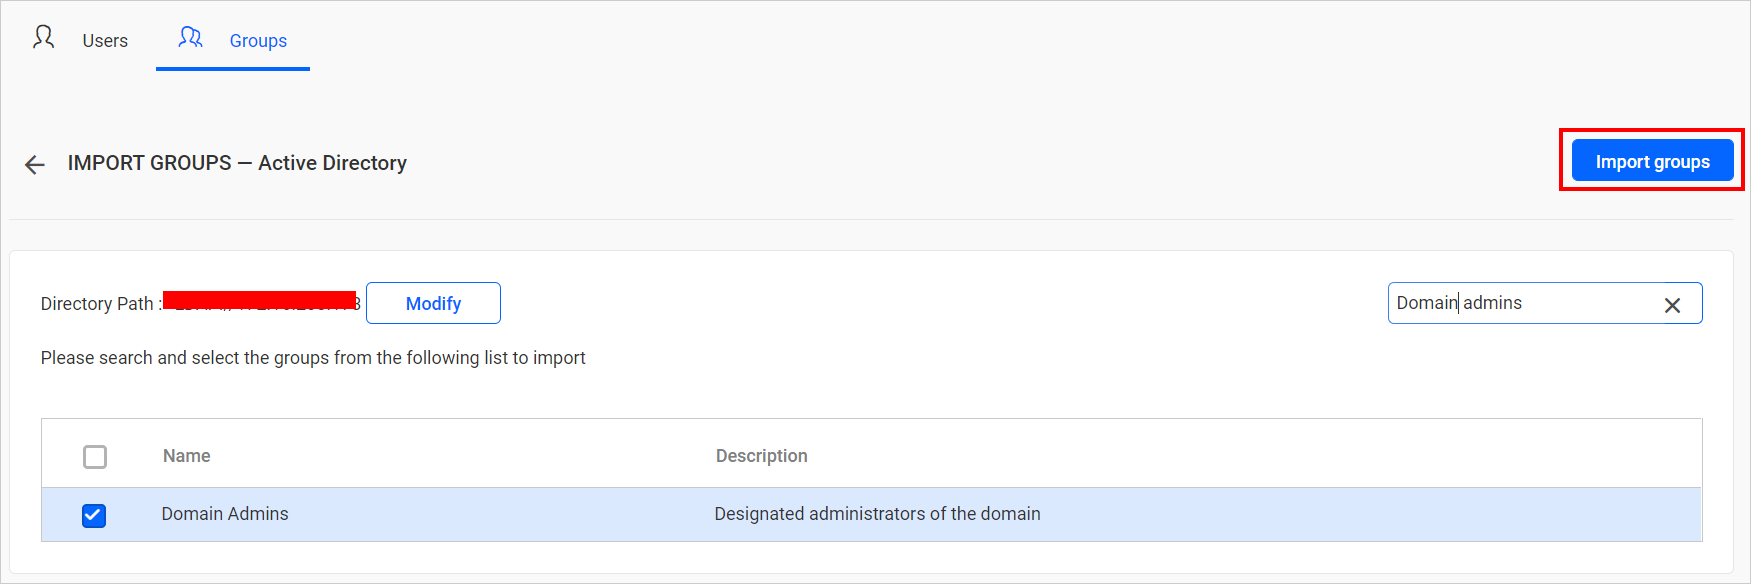 Users
Groups
IMPORT GROUPS — Active Directory
Import groups
Directory Path :
Modify
Domain admins
Please search and select the groups from the following list to import
Name
Description
Domain Admins
Designated administrators of the domain